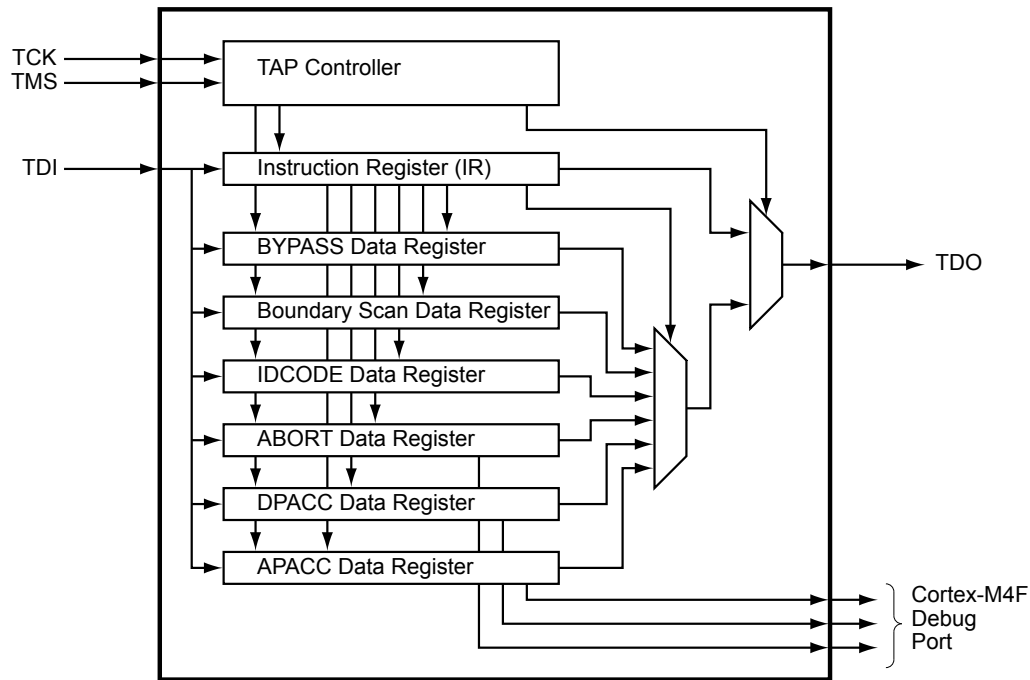 TCK
TMS
TAP Controller
TDI
Instruction Register (IR)
BYPASS Data Register
Boundary Scan Data Register
IDCODE Data Register
ABORT Data Register
DPACC Data Register
APACC Data Register
TDO
Cortex-M4F
Debug
Port